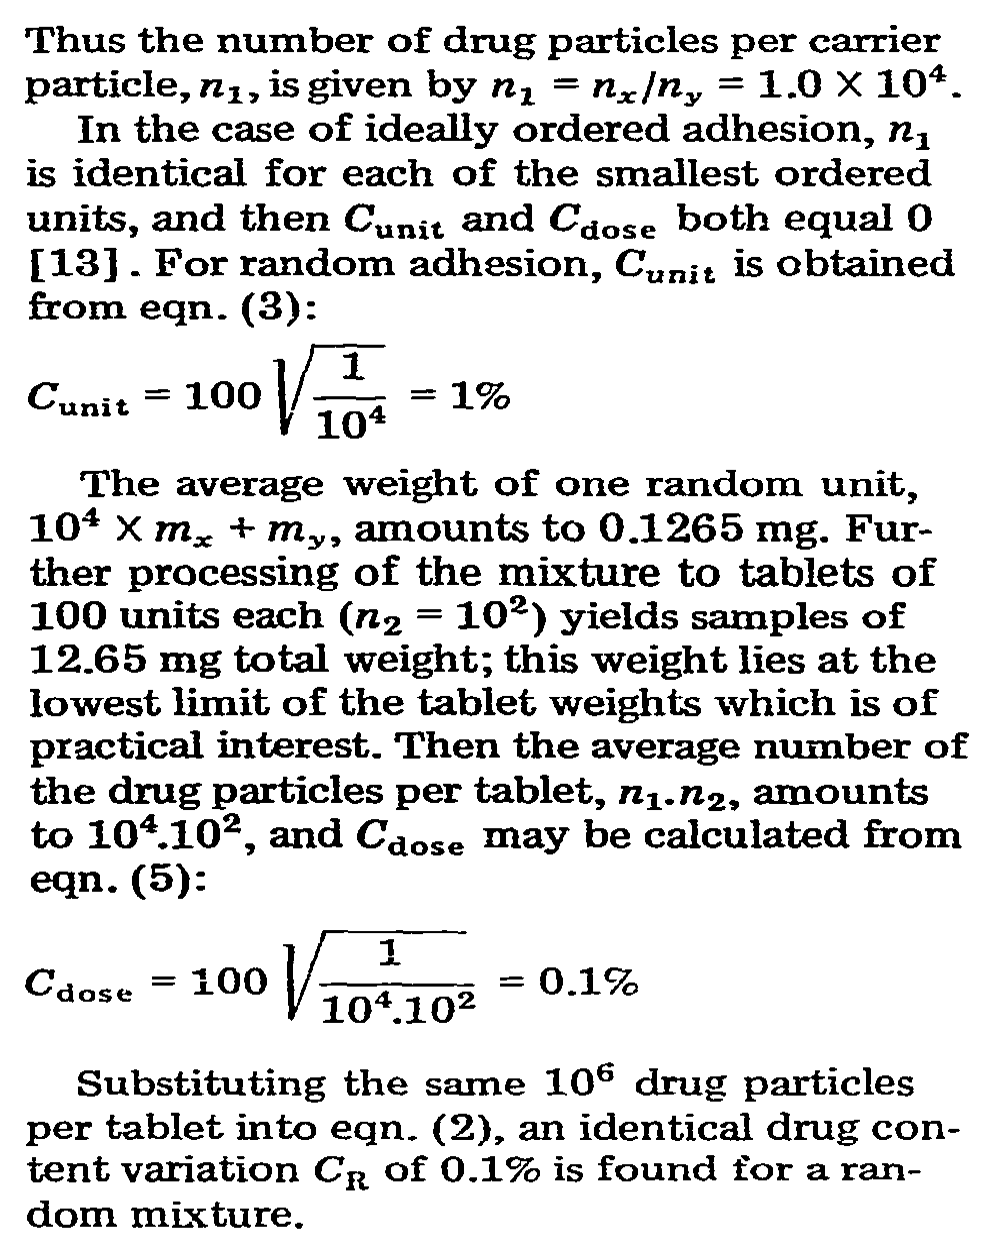 Thus the number of drug particles per carrier
particle, n₁, is given by n₁ = nₓ/n_y = 1.0 × 10⁴.
In the case of ideally ordered adhesion, n₁
is identical for each of the smallest ordered
units, and then C_unit and C_dose both equal 0
[13]. For random adhesion, C_unit is obtained
from eqn. (3):
C_unit = 100 √(1/10⁴) = 1%
The average weight of one random unit,
10⁴ × mₓ + m_y, amounts to 0.1265 mg. Fur-
ther processing of the mixture to tablets of
100 units each (n₂ = 10²) yields samples of
12.65 mg total weight; this weight lies at the
lowest limit of the tablet weights which is of
practical interest. Then the average number of
the drug particles per tablet, n₁.n₂, amounts
to 10⁴.10², and C_dose may be calculated from
eqn. (5):
C_dose = 100 √(1/10⁴.10²) = 0.1%
Substituting the same 10⁶ drug particles
per tablet into eqn. (2), an identical drug con-
tent variation C_R of 0.1% is found for a ran-
dom mixture.